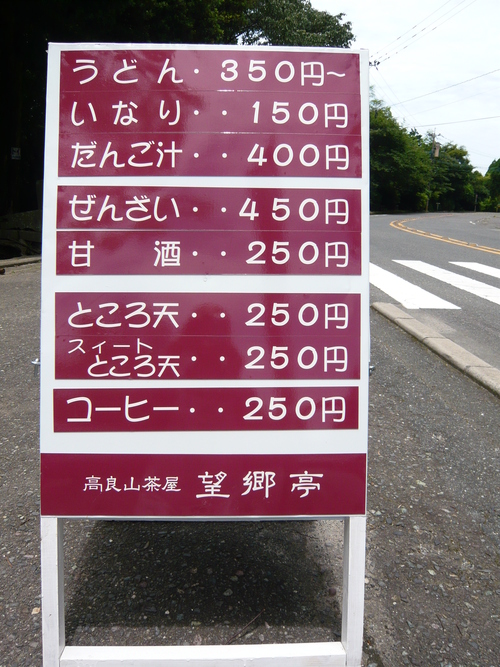 うどん・350円～
いなり・・150円
だんご汁・・400円
ぜんざい・・450円
甘酒・・250円
ところ天・・250円
スィート
ところ天・・250円
コーヒー・・250円
高良山茶屋 望郷亭